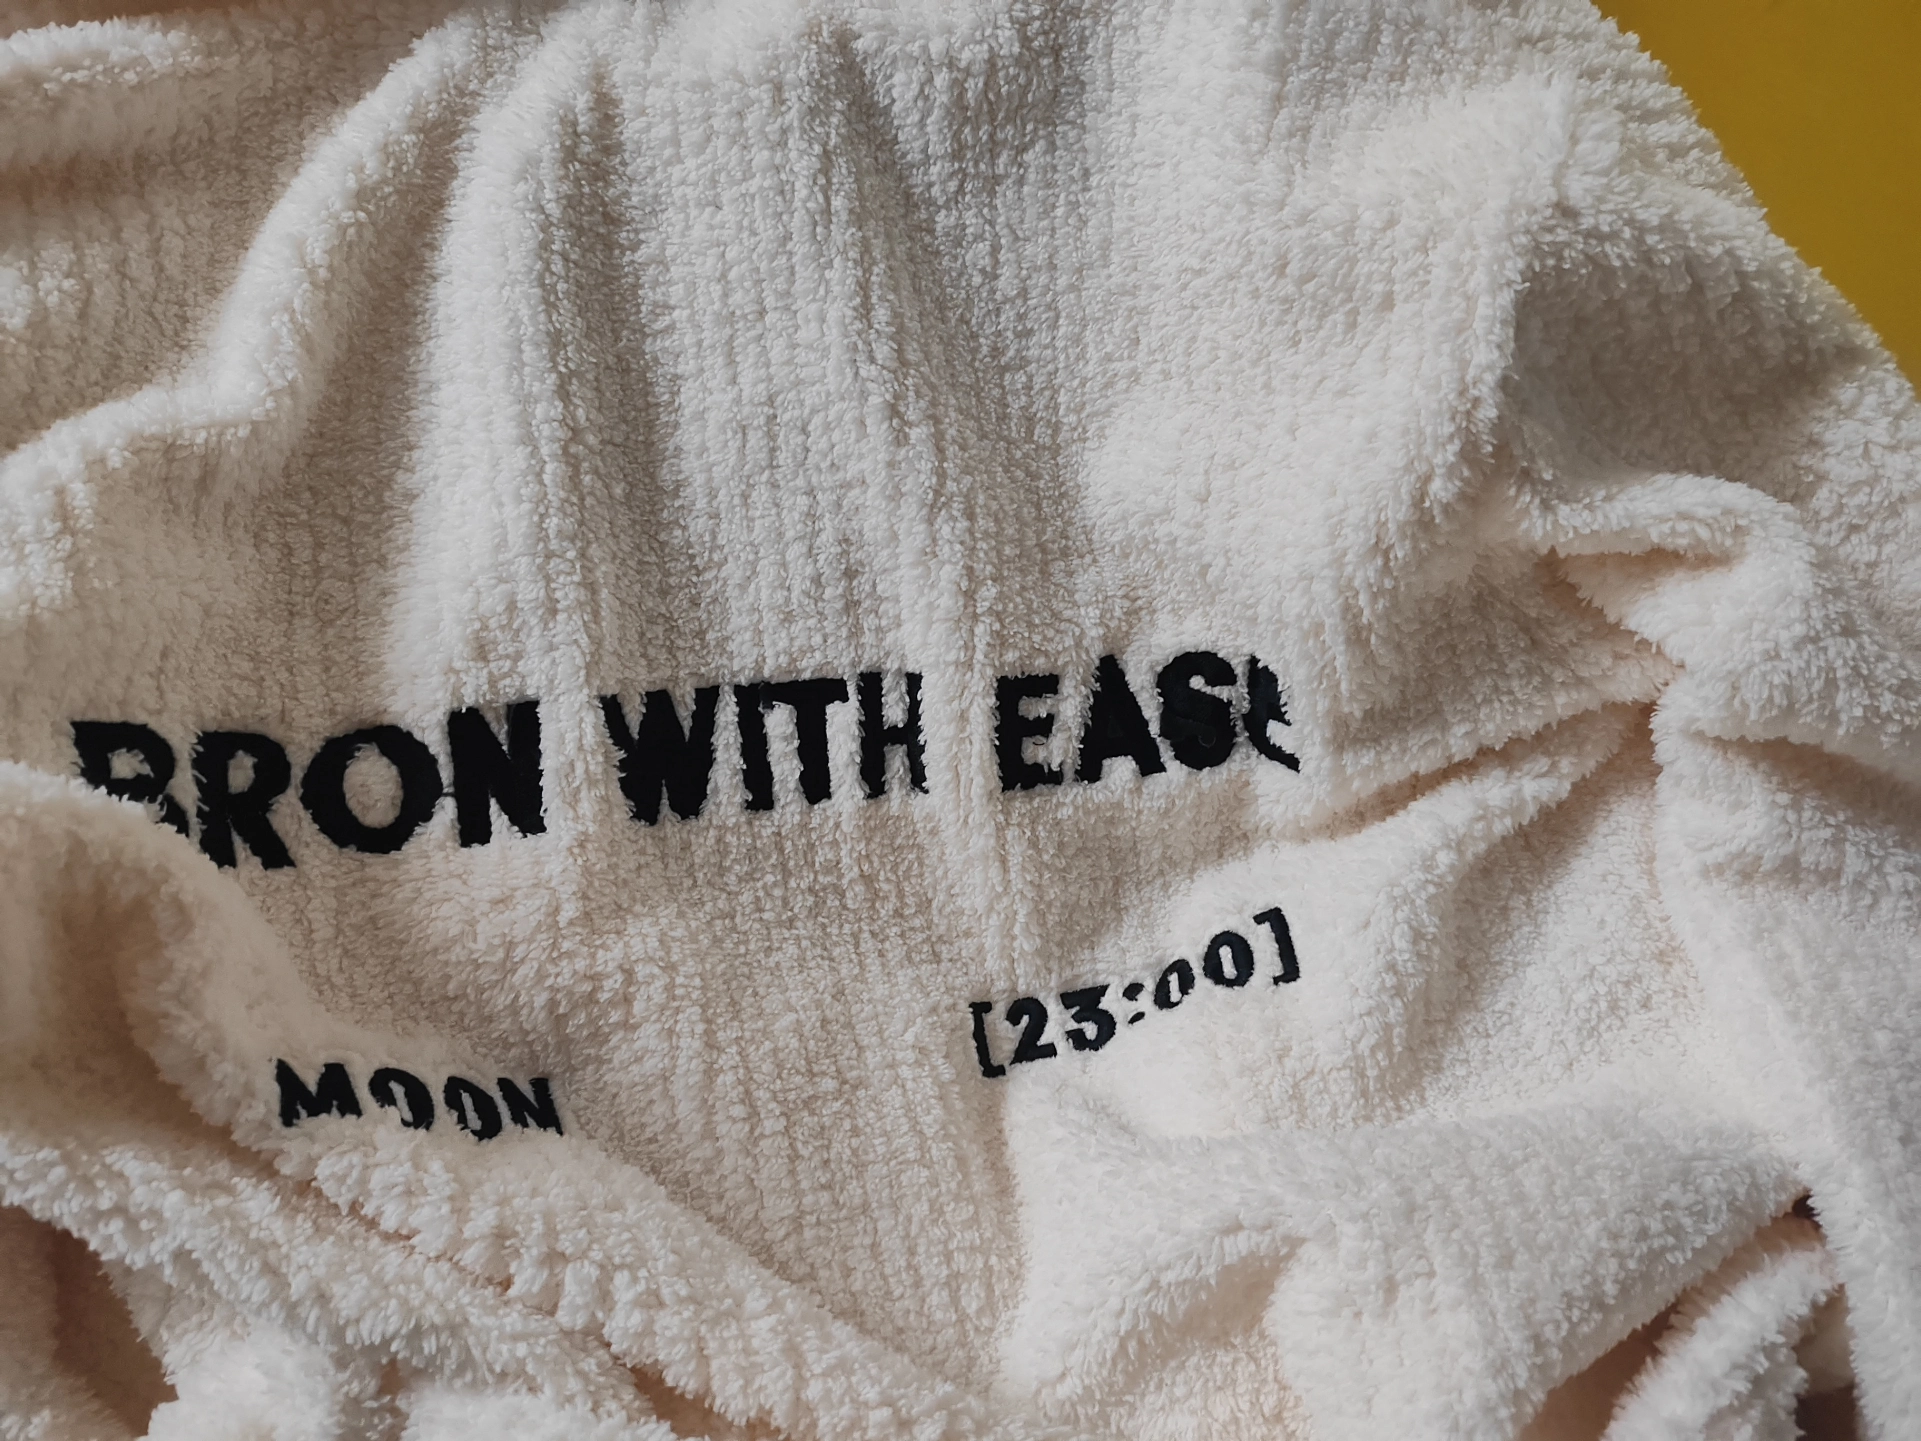 BRON WITH EASE
[23:00]
MOON